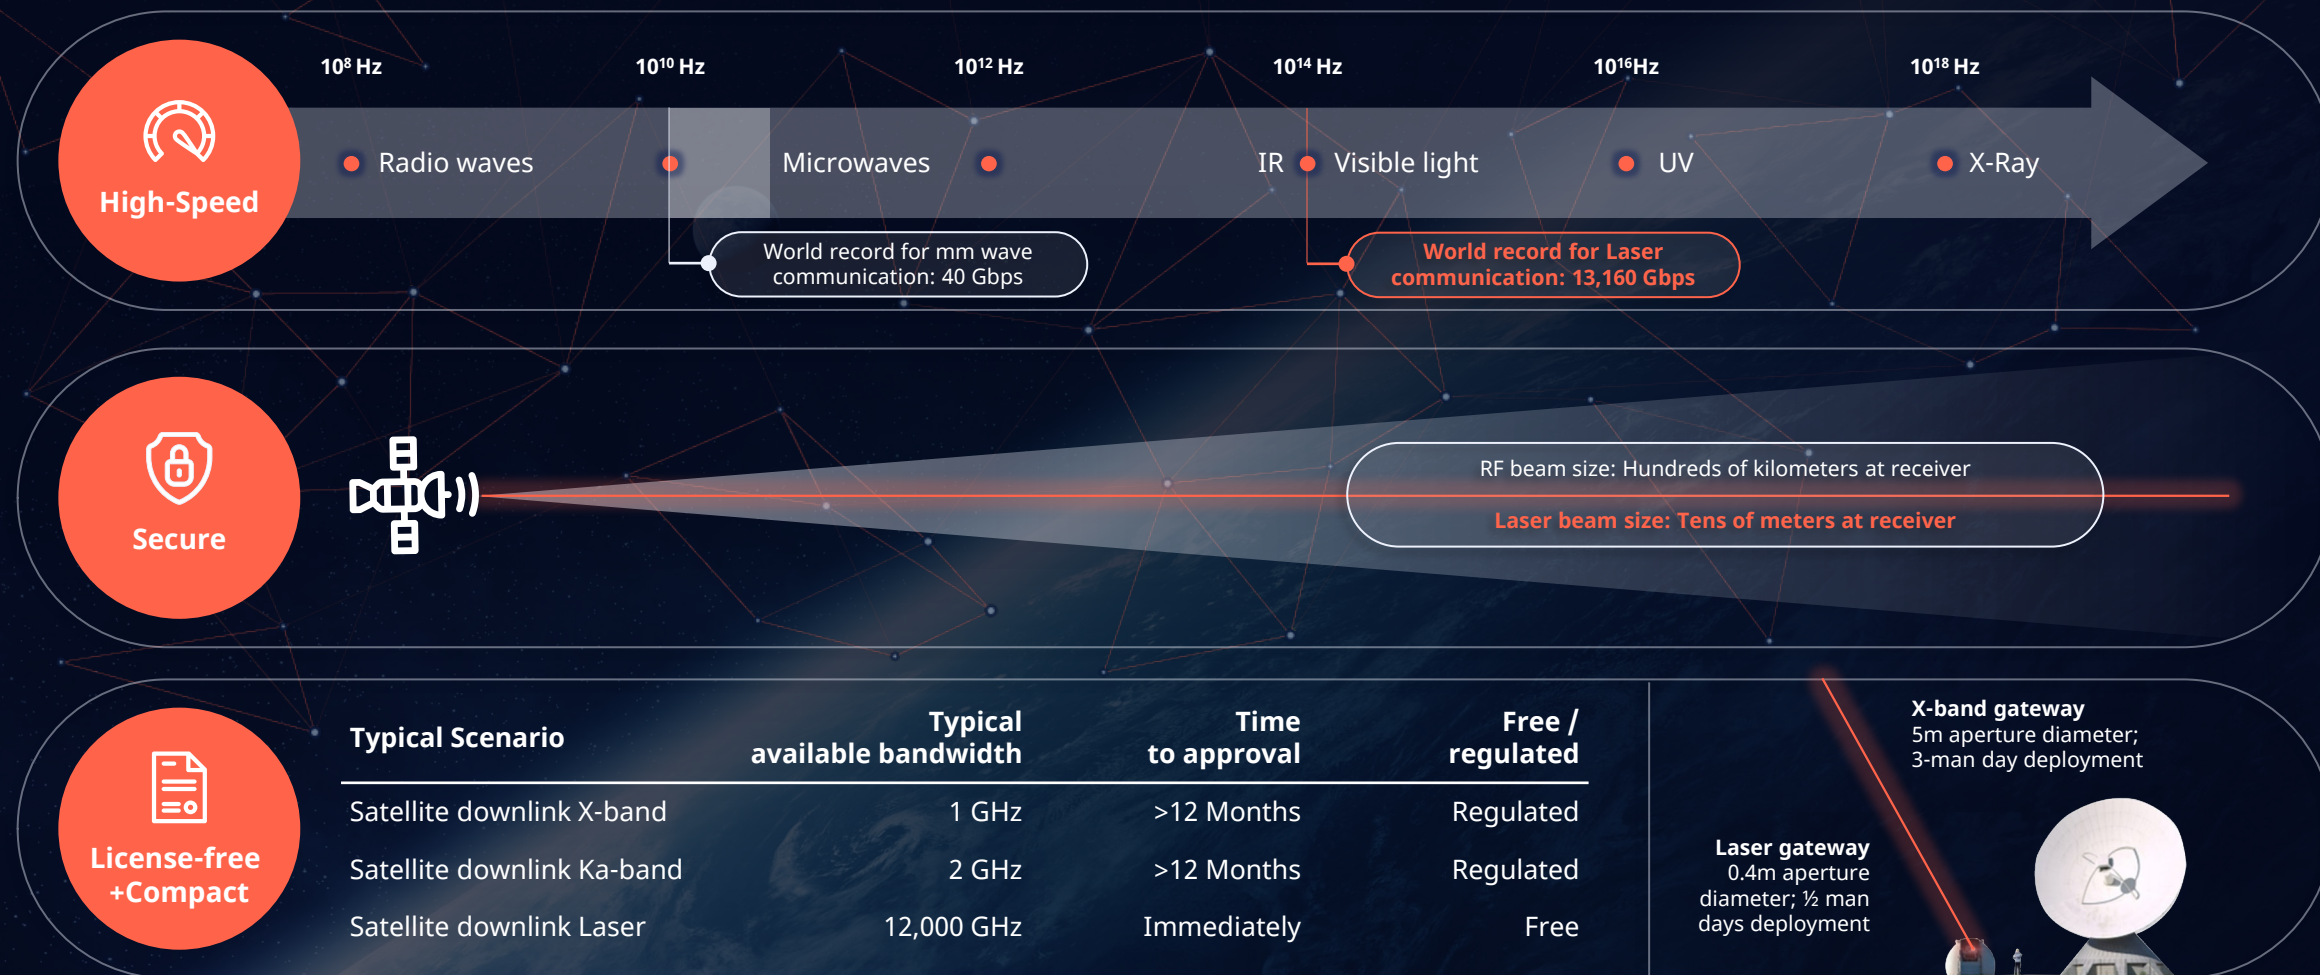 10⁸ Hz 10¹⁰ Hz 10¹² Hz 10¹⁴ Hz 10¹⁶Hz 10¹⁸ Hz
Radio waves Microwaves IR Visible light UV X-Ray
High-Speed
World record for mm wave
communication: 40 Gbps
World record for Laser
communication: 13,160 Gbps
Secure
RF beam size: Hundreds of kilometers at receiver
Laser beam size: Tens of meters at receiver
License-free
+Compact
Typical Scenario
Typical
available bandwidth
Time
to approval
Free /
regulated
Satellite downlink X-band 1 GHz >12 Months Regulated
Satellite downlink Ka-band 2 GHz >12 Months Regulated
Satellite downlink Laser 12,000 GHz Immediately Free
X-band gateway
5m aperture diameter;
3-man day deployment
Laser gateway
0.4m aperture
diameter; ½ man
days deployment